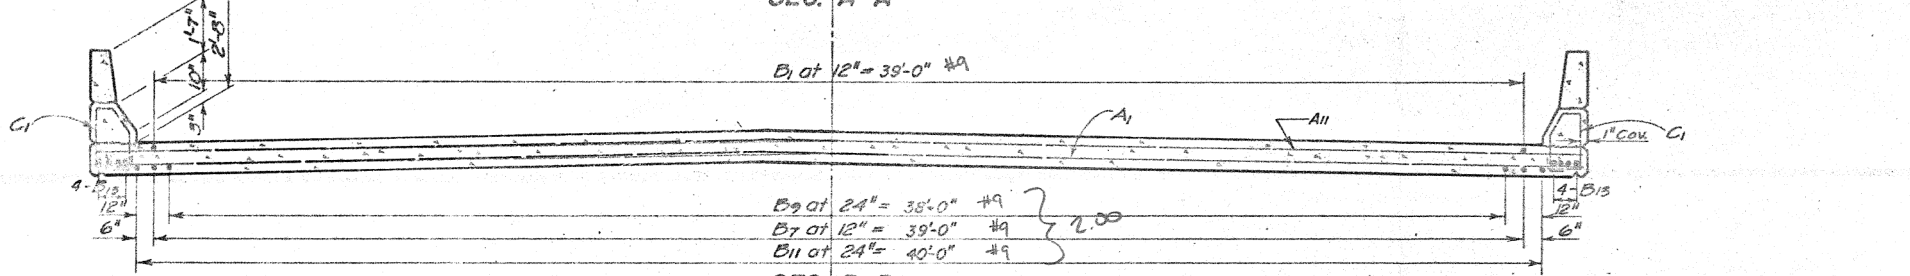 1'-7"
2'-8"
10"
3"
B1 at 12" = 39'-0" #9
C1
A1
A11
1" Cov.
C1
4-B13
12"
6"
4-B13
12"
6"
B9 at 24" = 38'-0" #9
B7 at 12" = 39'-0" #9
B11 at 24" = 40'-0" #9
2.00